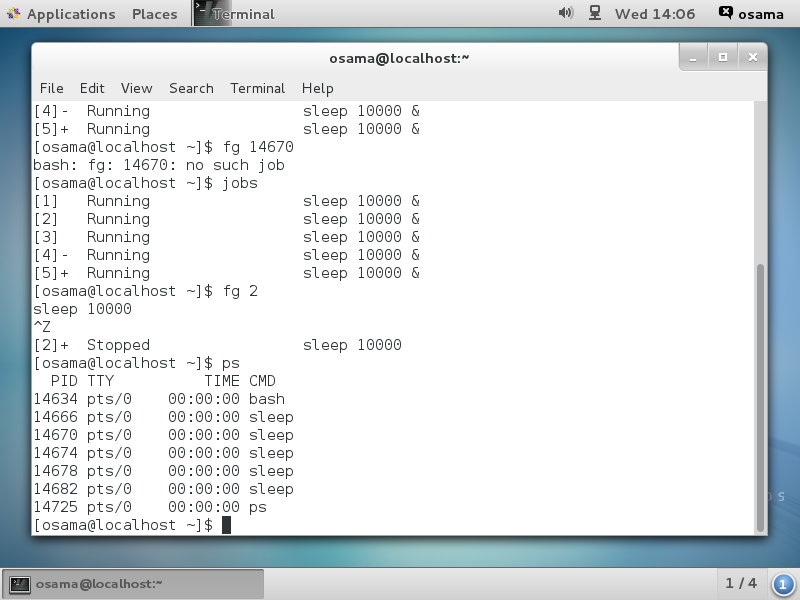 Applications Places Terminal Wed 14:06 osama
osama@localhost:~
File Edit View Search Terminal Help
[4]-  Running                 sleep 10000 &
[5]+  Running                 sleep 10000 &
[osama@localhost ~]$ fg 14670
bash: fg: 14670: no such job
[osama@localhost ~]$ jobs
[1]   Running                 sleep 10000 &
[2]   Running                 sleep 10000 &
[3]   Running                 sleep 10000 &
[4]-  Running                 sleep 10000 &
[5]+  Running                 sleep 10000 &
[osama@localhost ~]$ fg 2
sleep 10000
^Z
[2]+  Stopped                 sleep 10000
[osama@localhost ~]$ ps
  PID TTY          TIME CMD
14634 pts/0    00:00:00 bash
14666 pts/0    00:00:00 sleep
14670 pts/0    00:00:00 sleep
14674 pts/0    00:00:00 sleep
14678 pts/0    00:00:00 sleep
14682 pts/0    00:00:00 sleep
14725 pts/0    00:00:00 ps
[osama@localhost ~]$
osama@localhost:~ 1 / 4 1